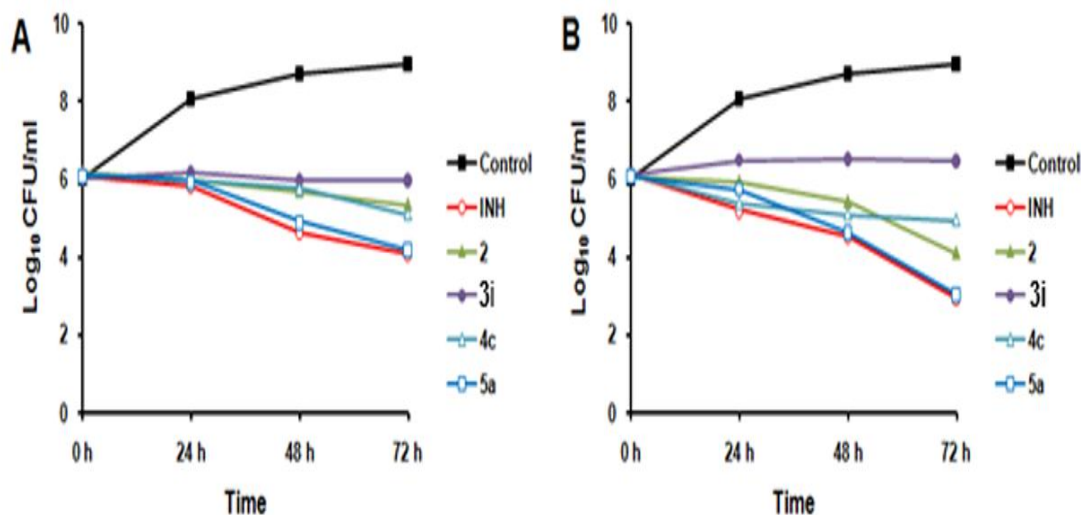 A
Log₁₀ CFU/ml
10
8
6
4
2
0
0 h 24 h 48 h 72 h
Time
Control
INH
2
3i
4c
5a
B
Log₁₀ CFU/ml
10
8
6
4
2
0
0 h 24 h 48 h 72 h
Time
Control
INH
2
3i
4c
5a